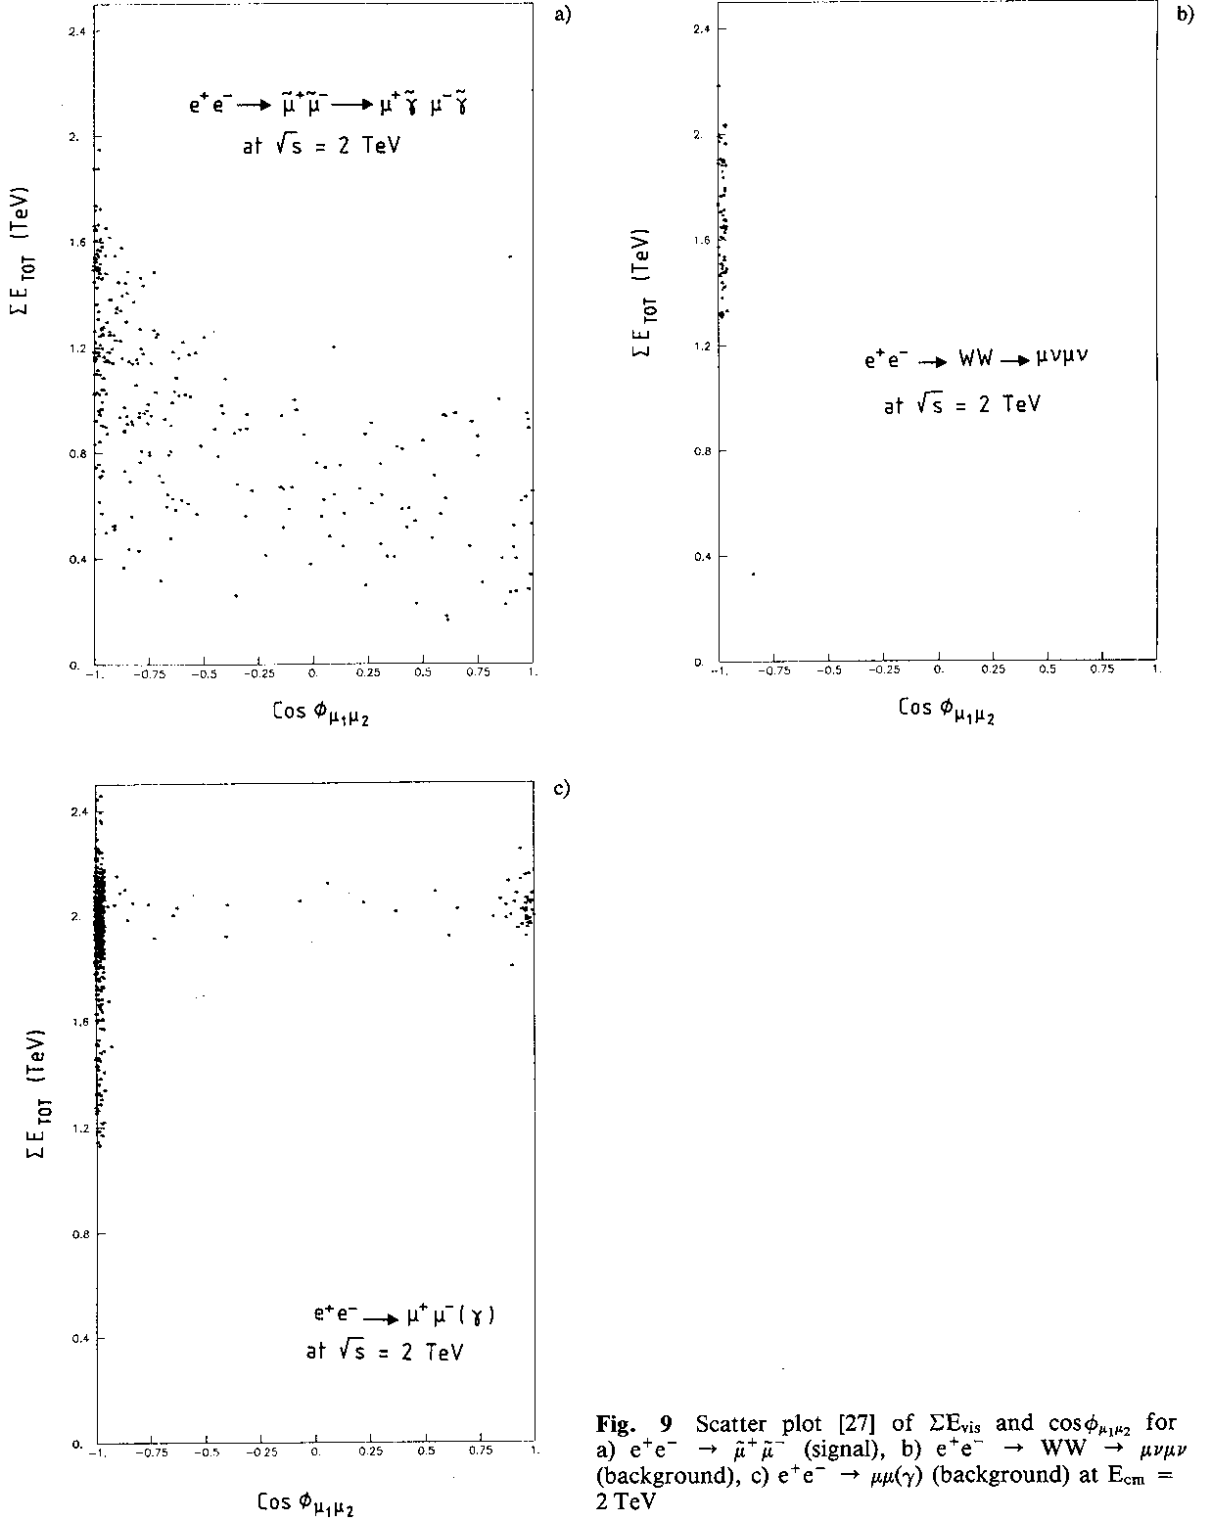 a)
2.4
2.
1.6
1.2
0.8
0.4
0.
Σ E_TOT (TeV)
e⁺e⁻ ⟶ μ̃⁺μ̃⁻ ⟶ μ⁺ γ̃ μ⁻ γ̃
at √s = 2 TeV
-1. -0.75 -0.5 -0.25 0. 0.25 0.5 0.75 1.
Cos ϕ_μ₁μ₂
b)
2.4
2.
1.6
1.2
0.8
0.4
0.
Σ E_TOT (TeV)
e⁺e⁻ ⟶ WW ⟶ μνμν
at √s = 2 TeV
-1. -0.75 -0.5 -0.25 0. 0.25 0.5 0.75 1.
Cos ϕ_μ₁μ₂
c)
2.4
2.
1.6
1.2
0.8
0.4
0.
Σ E_TOT (TeV)
e⁺e⁻ ⟶ μ⁺μ⁻(γ)
at √s = 2 TeV
-1. -0.75 -0.5 -0.25 0. 0.25 0.5 0.75 1.
Cos ϕ_μ₁μ₂
Fig. 9 Scatter plot [27] of ΣE_vis and cosϕ_μ₁μ₂ for
a) e⁺e⁻ → μ̃⁺μ̃⁻ (signal), b) e⁺e⁻ → WW → μνμν
(background), c) e⁺e⁻ → μμ(γ) (background) at E_cm =
2 TeV